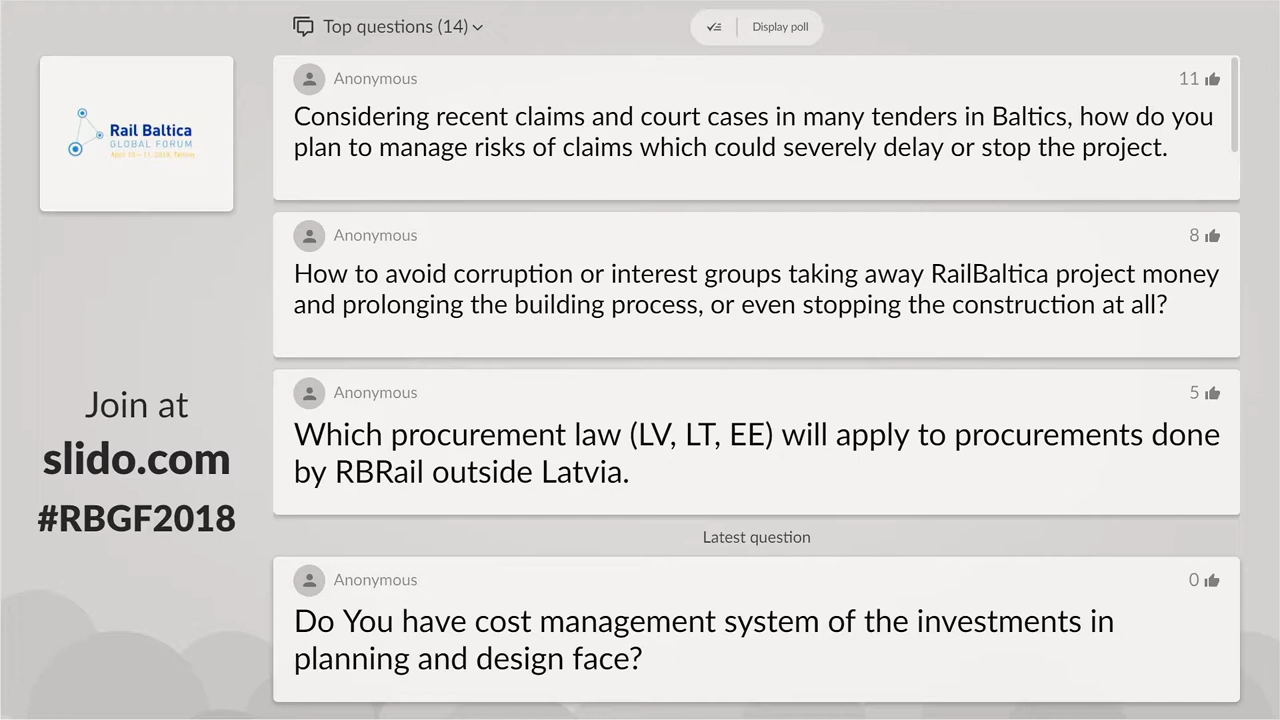 Top questions (14)
Display poll
Rail Baltica
GLOBAL FORUM
April 10–11 2018, Tallinn
Anonymous
11
Considering recent claims and court cases in many tenders in Baltics, how do you
plan to manage risks of claims which could severely delay or stop the project.
Anonymous
8
How to avoid corruption or interest groups taking away RailBaltica project money
and prolonging the building process, or even stopping the construction at all?
Anonymous
5
Which procurement law (LV, LT, EE) will apply to procurements done
by RBRail outside Latvia.
Join at
slido.com
#RBGF2018
Latest question
Anonymous
0
Do You have cost management system of the investments in
planning and design face?